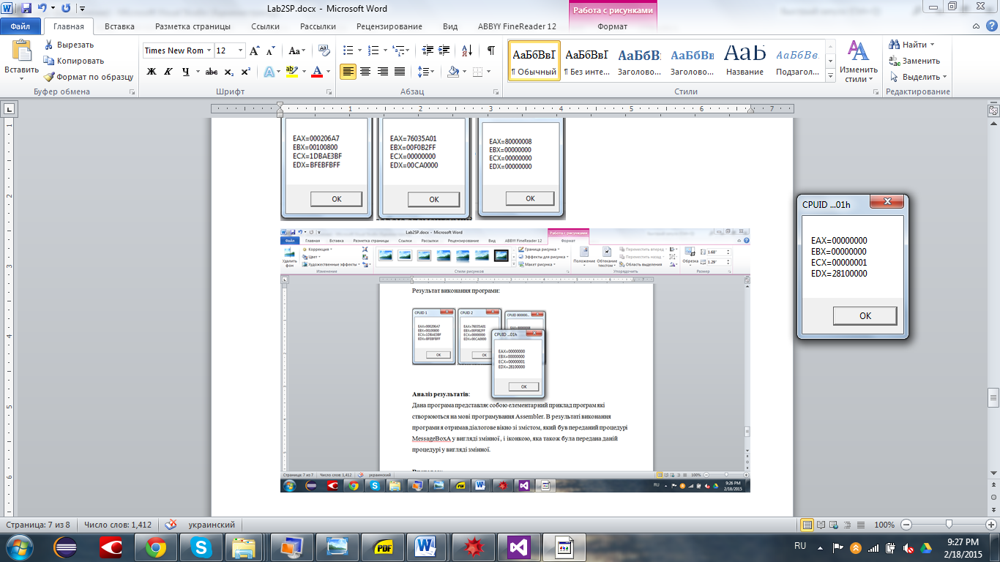 Lab2SP.docx - Microsoft Word
Работа с рисунками
Файл Главная Вставка Разметка страницы Ссылки Рассылки Рецензирование Вид ABBYY FineReader 12 Формат
Вставить
Вырезать
Копировать
Формат по образцу
Буфер обмена
Times New Rom 12
Ж К Ч abc x₂ x²
Шрифт
Абзац
АаБбВвІ АаБбВвІ АаБбВ АаБбВв АаБ АаБбВв
¶ Обычный ¶ Без инте... Заголово... Заголово... Название Подзагол...
Стили
Изменить стили
Найти
Заменить
Выделить
Редактирование
1 2 3 4 5 6 7
EAX=000206A7
EBX=00100800
ECX=1DBAE3BF
EDX=BFEBFBFF
OK
EAX=76035A01
EBX=00F0B2FF
ECX=00000000
EDX=00CA0000
OK
EAX=80000008
EBX=00000000
ECX=00000000
EDX=00000000
OK
CPUID ...01h
EAX=00000000
EBX=00000000
ECX=00000001
EDX=28100000
OK
Lab2SP.docx - Microsoft Word
Работа с рисунками
Файл Главная Вставка Разметка страницы Ссылки Рассылки Рецензирование Вид ABBYY FineReader 12 Формат
Удалить фон
Коррекция
Цвет
Художественные эффекты
Изменение
Стили рисунков
Граница рисунка
Эффекты для рисунка
Макет рисунка
Положение
Обтекание текстом
Переместить вперед
Переместить назад
Область выделения
Упорядочить
Обрезка
1.68"
1.29"
Размер
Результат виконання програми:
CPUID 1
EAX=000206A7
EBX=00100800
ECX=1DBAE3BF
EDX=BFEBFBFF
OK
CPUID 2
EAX=76035A01
EBX=00F0B2FF
ECX=00000000
EDX=00CA0000
OK
CPUID 800000...
CPUID ...01h
EAX=00000000
EBX=00000000
ECX=00000001
EDX=28100000
OK
Аналіз результатів:
Дана програма представляє собою елементарний приклад програм які
створюються на мові програмування Assembler. В результаті виконання
програми я отримав діалогове вікно зі змістом, який був переданий процедурі
MessageBoxA у вигляді змінної , і іконкою, яка також була передана даній
процедурі у вигляді змінної.
Страница: 7 из 7 Число слов: 1,412 украинский 100%
RU 9:26 PM
2/18/2015
Страница: 7 из 8 Число слов: 1,412 украинский 100%
PDF
RU 9:27 PM
2/18/2015